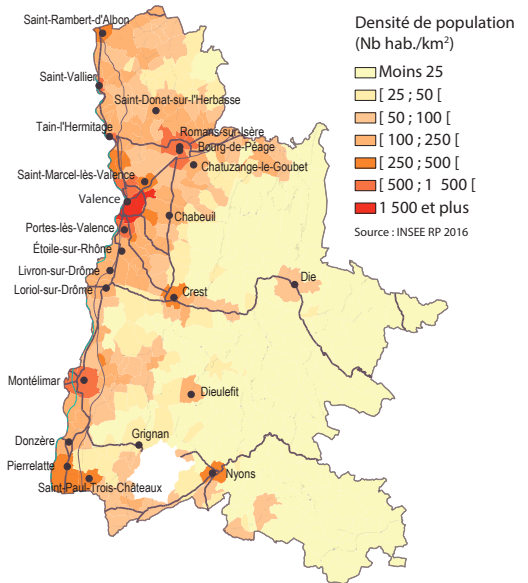 Saint-Rambert-d'Albon
Saint-Vallier
Saint-Donat-sur-l'Herbasse
Tain-l'Hermitage
Romans-sur-Isère
Bourg-de-Péage
Chatuzange-le-Goubet
Saint-Marcel-lès-Valence
Valence
Chabeuil
Portes-lès-Valence
Étoile-sur-Rhône
Livron-sur-Drôme
Loriol-sur-Drôme
Crest
Die
Montélimar
Dieulefit
Donzère
Grignan
Pierrelatte
Saint-Paul-Trois-Châteaux
Nyons
Densité de population
(Nb hab./km²)
Moins 25
[ 25 ; 50 [
[ 50 ; 100 [
[ 100 ; 250 [
[ 250 ; 500 [
[ 500 ; 1 500 [
1 500 et plus
Source : INSEE RP 2016